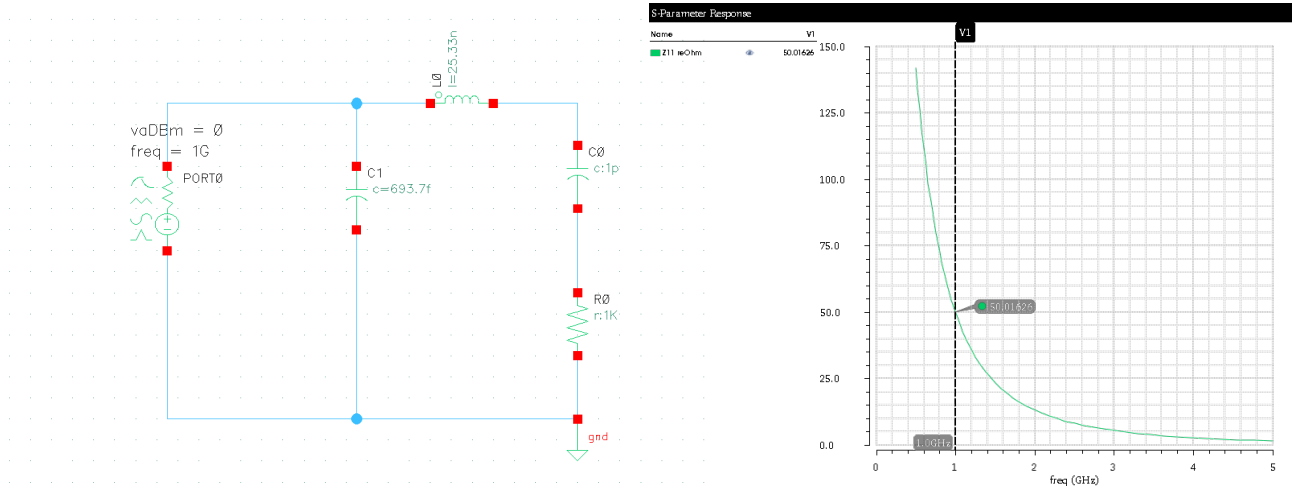 vaDBm = 0
freq = 1G
PORT0
C1
c=693.7f
L0
l=25.33n
C0
c:1p
R0
r:1K
gnd
S-Parameter Response
Name V1
Z11 reOhm 50.01626
V1
150.0
125.0
100.0
75.0
50.0
25.0
0.0
50.01626
1.0GHz
0 1 2 3 4 5
freq (GHz)